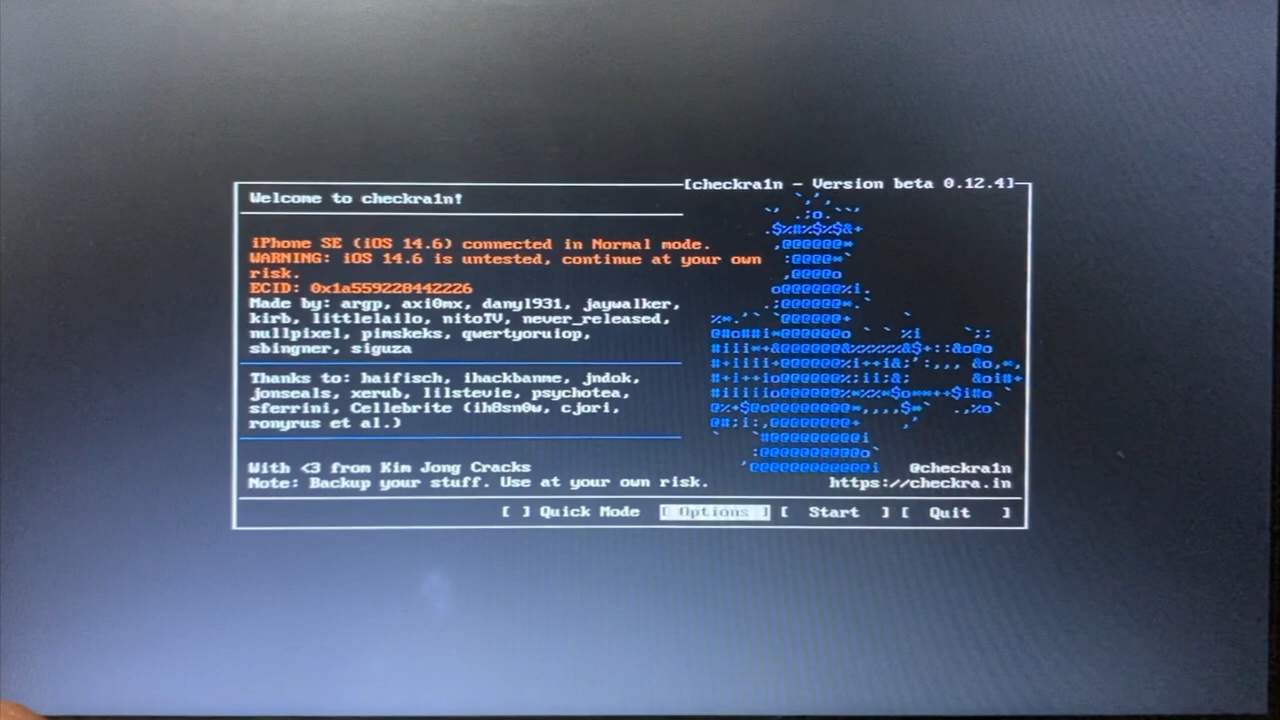 [checkra1n - Version beta 0.12.4]
Welcome to checkra1n!
iPhone SE (iOS 14.6) connected in Normal mode.
WARNING: iOS 14.6 is untested, continue at your own
risk.
ECID: 0x1a559228442226
Made by: argp, axi0mx, danyl931, jaywalker,
kirb, littlelailo, nitoTV, never_released,
nullpixel, pimskeks, qwertyoruiop,
sbingner, siguza
Thanks to: haifisch, ihackbanme, jndok,
jonseals, xerub, lilstevie, psychotea,
sferrini, Cellebrite (ih8sn0w, cjori,
ronyrus et al.)
With <3 from Kim Jong Cracks
@checkra1n
Note: Backup your stuff. Use at your own risk.
https://checkra.in
[ ] Quick Mode [ Options ] [ Start ] [ Quit ]